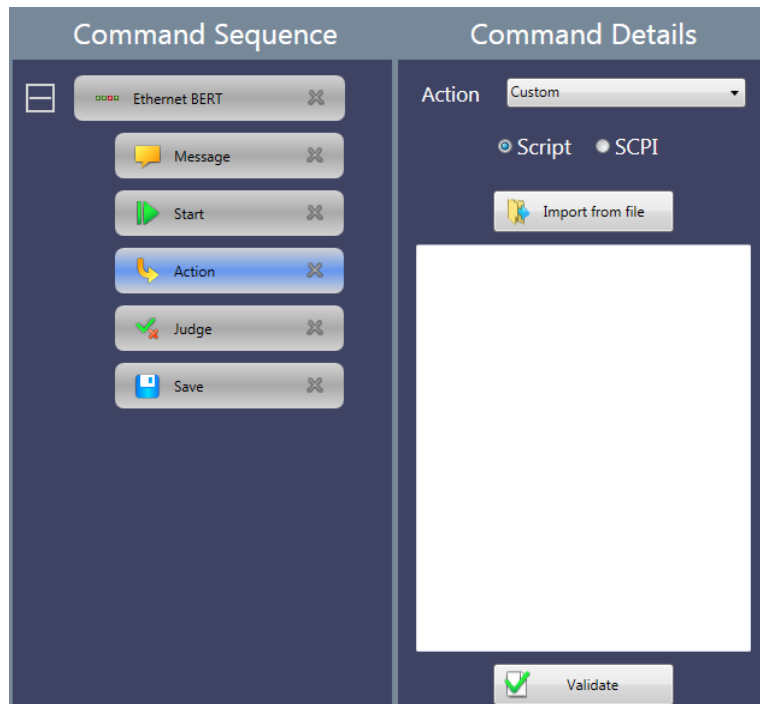 Command Sequence
Ethernet BERT
Message
Start
Action
Judge
Save
Command Details
Action Custom
Script SCPI
Import from file
Validate